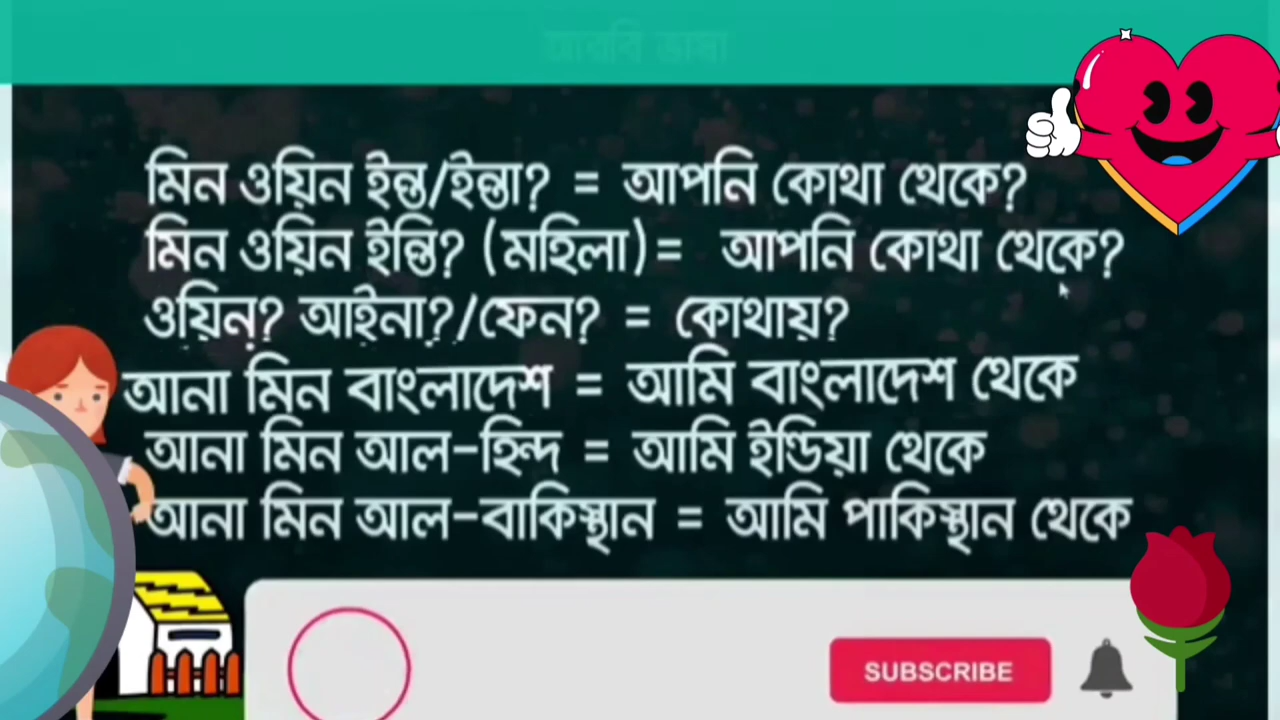 আরবি ভাষা
মিন ওয়িন ইন্ত/ইন্তা? = আপনি কোথা থেকে?
মিন ওয়িন ইন্তি? (মহিলা)= আপনি কোথা থেকে?
ওয়িন? আইনা?/ফেন? = কোথায়?
আনা মিন বাংলাদেশ = আমি বাংলাদেশ থেকে
আনা মিন আল-হিন্দ = আমি ইন্ডিয়া থেকে
আনা মিন আল-বাকিস্থান = আমি পাকিস্থান থেকে
SUBSCRIBE